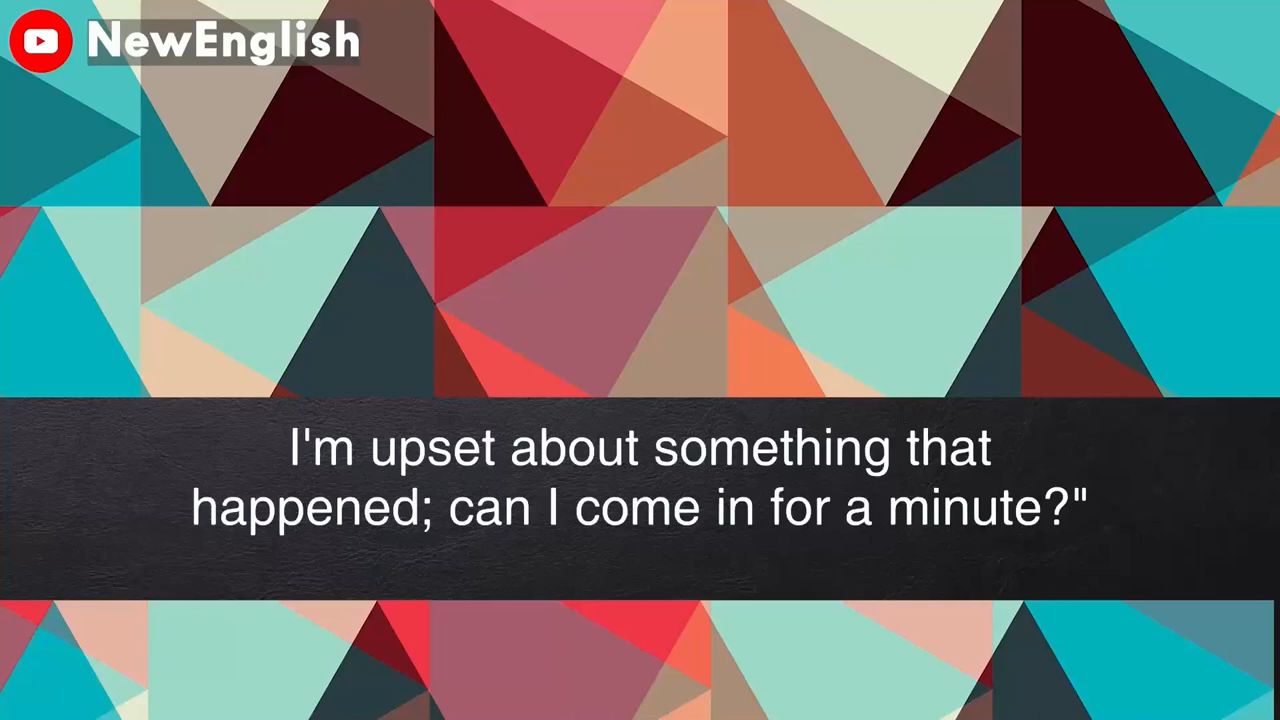 NewEnglish
I'm upset about something that
happened; can I come in for a minute?"